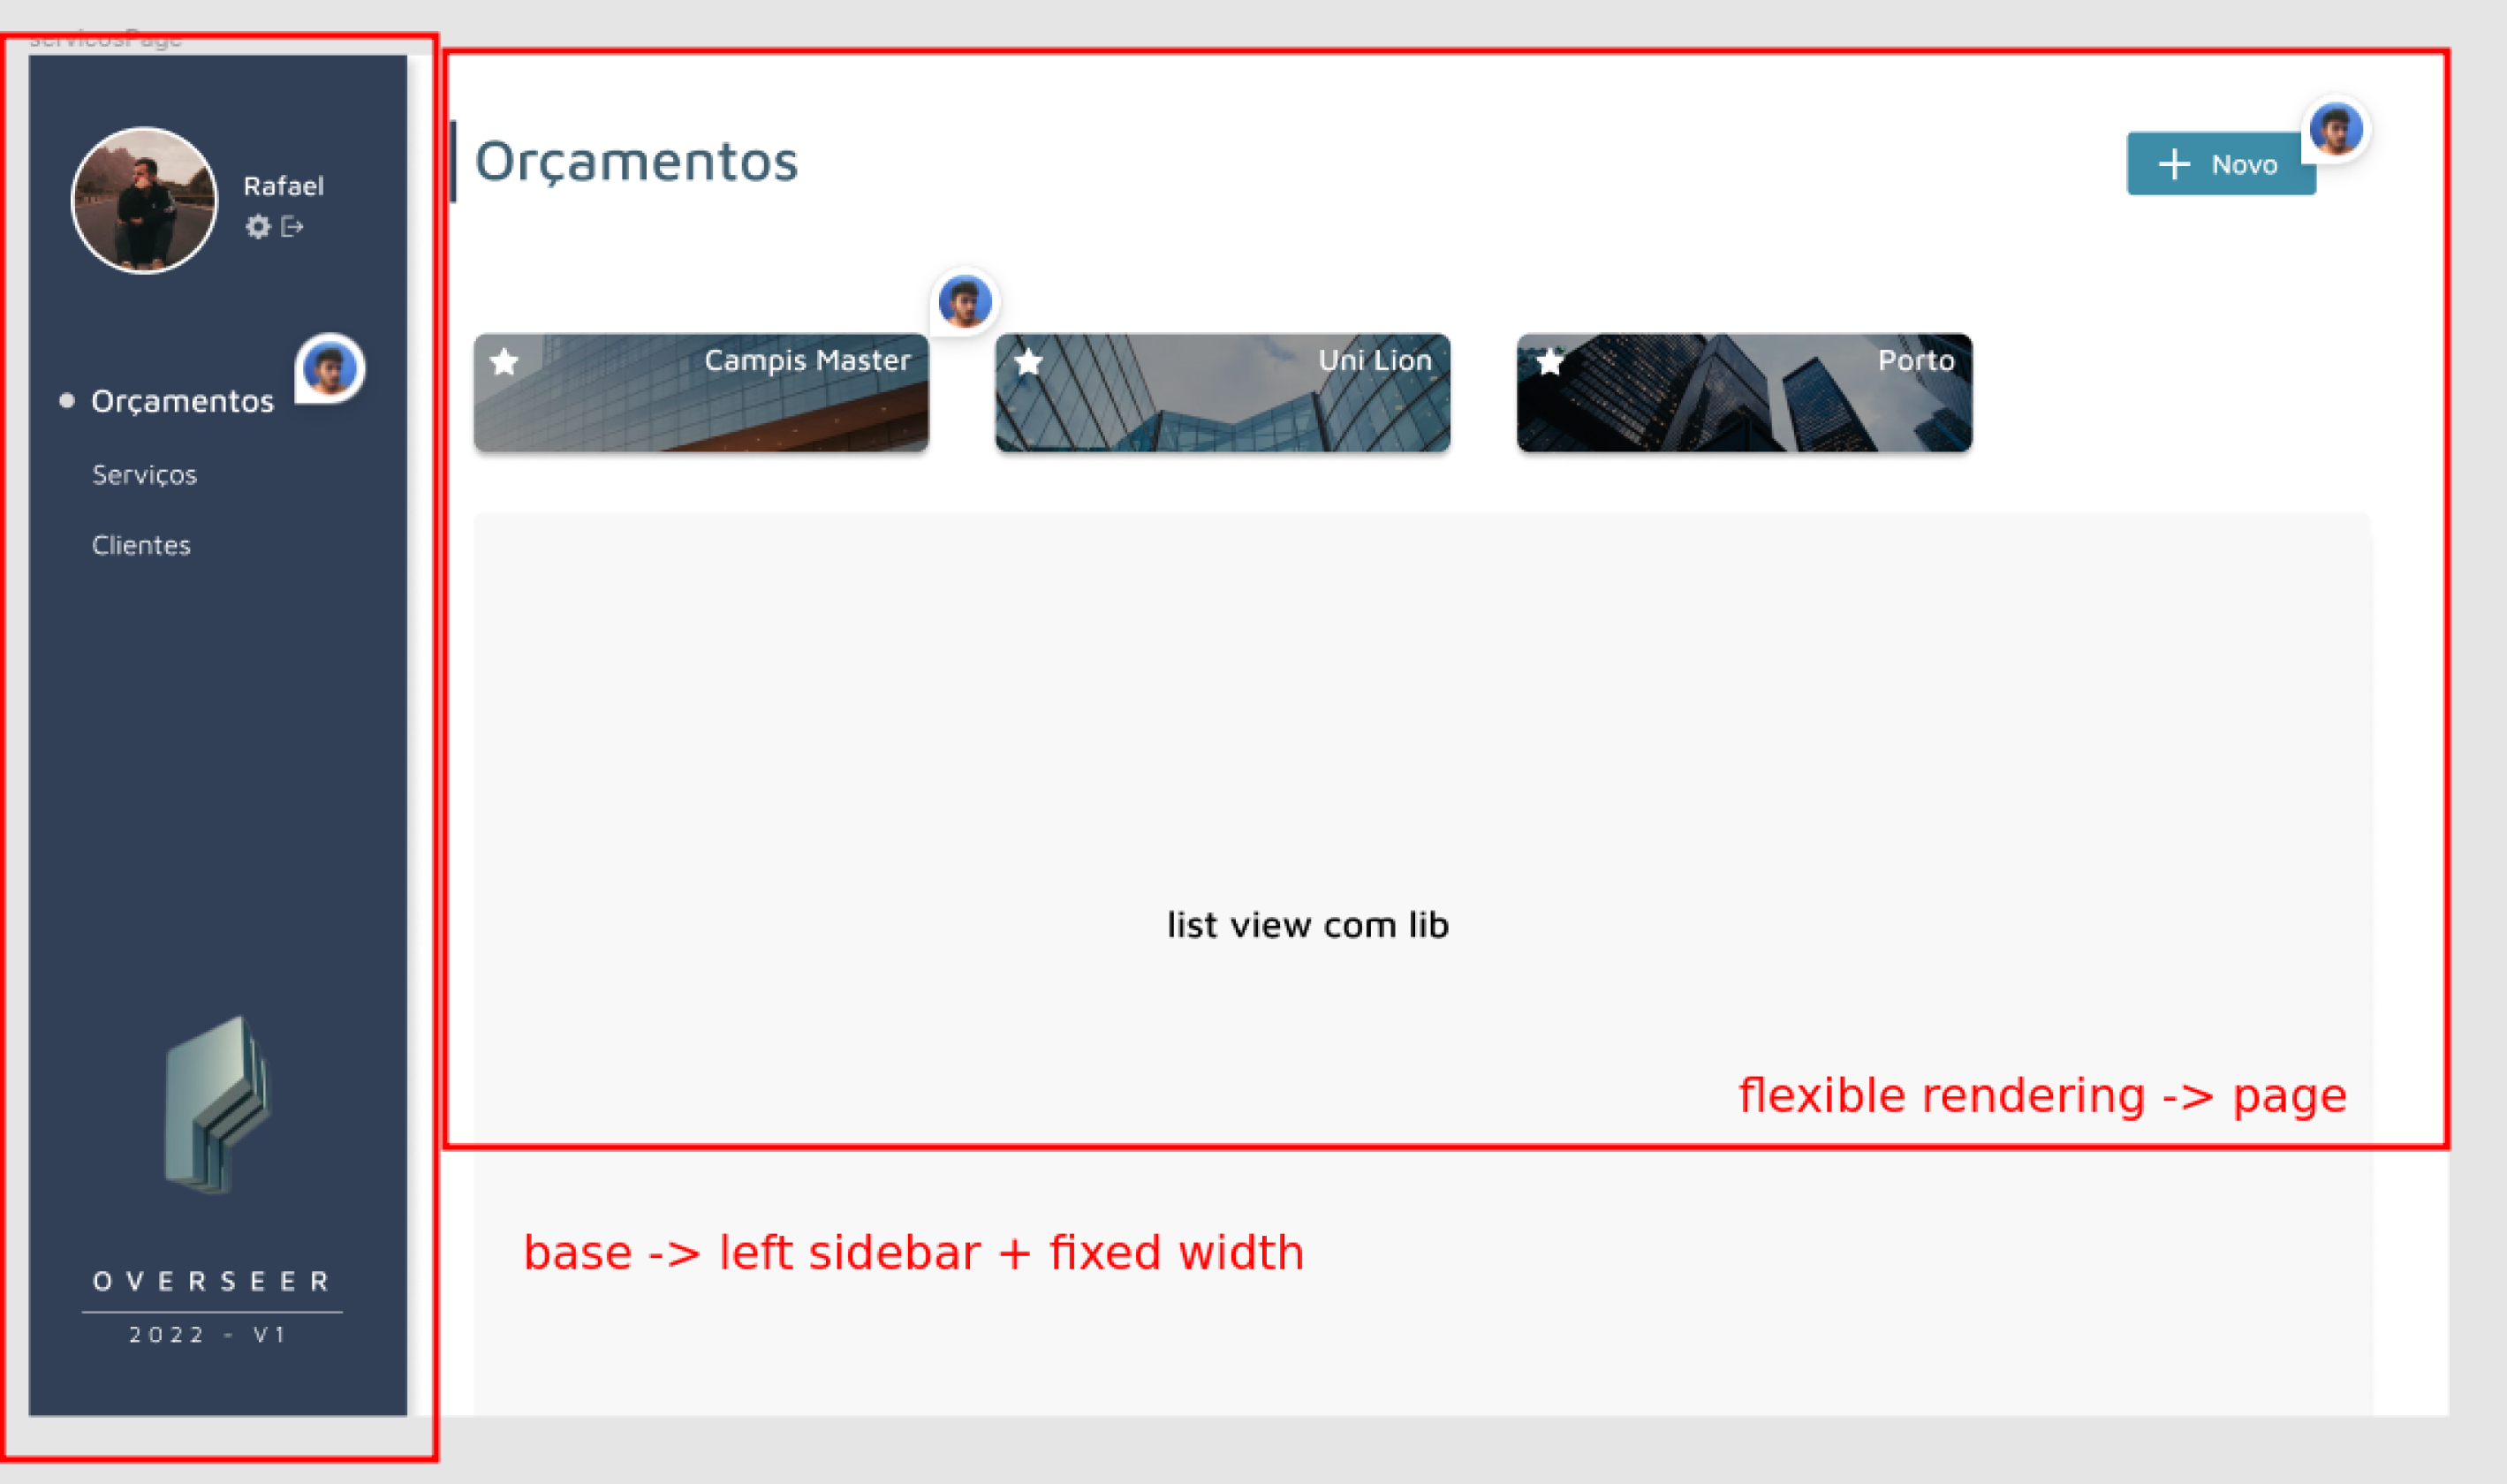 servicosPage
Rafael
Orçamentos
Serviços
Clientes
OVERSEER
2022 - V1
Orçamentos
Novo
Campis Master
Uni Lion
Porto
list view com lib
flexible rendering -> page
base -> left sidebar + fixed width